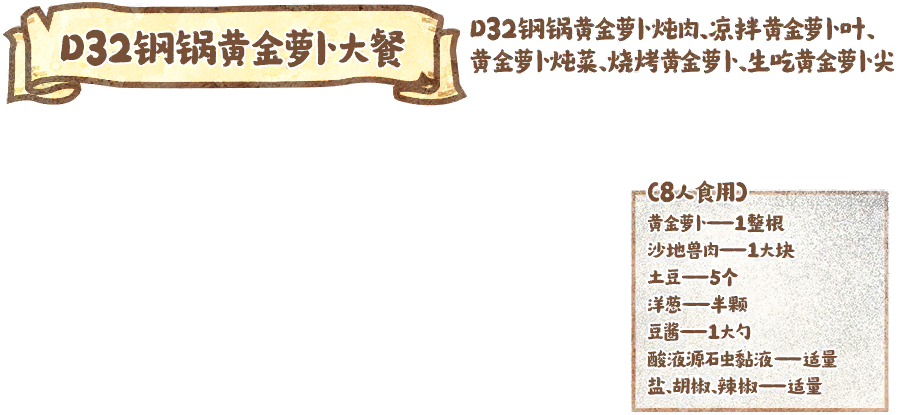 D32钢锅黄金萝卜大餐
D32钢锅黄金萝卜炖肉、凉拌黄金萝卜叶、
黄金萝卜炖菜、烧烤黄金萝卜、生吃黄金萝卜尖
(8人食用)
黄金萝卜——1整根
沙地兽肉——1大块
土豆——5个
洋葱——半颗
豆酱——1大勺
酸液源石虫黏液——适量
盐、胡椒、辣椒——适量